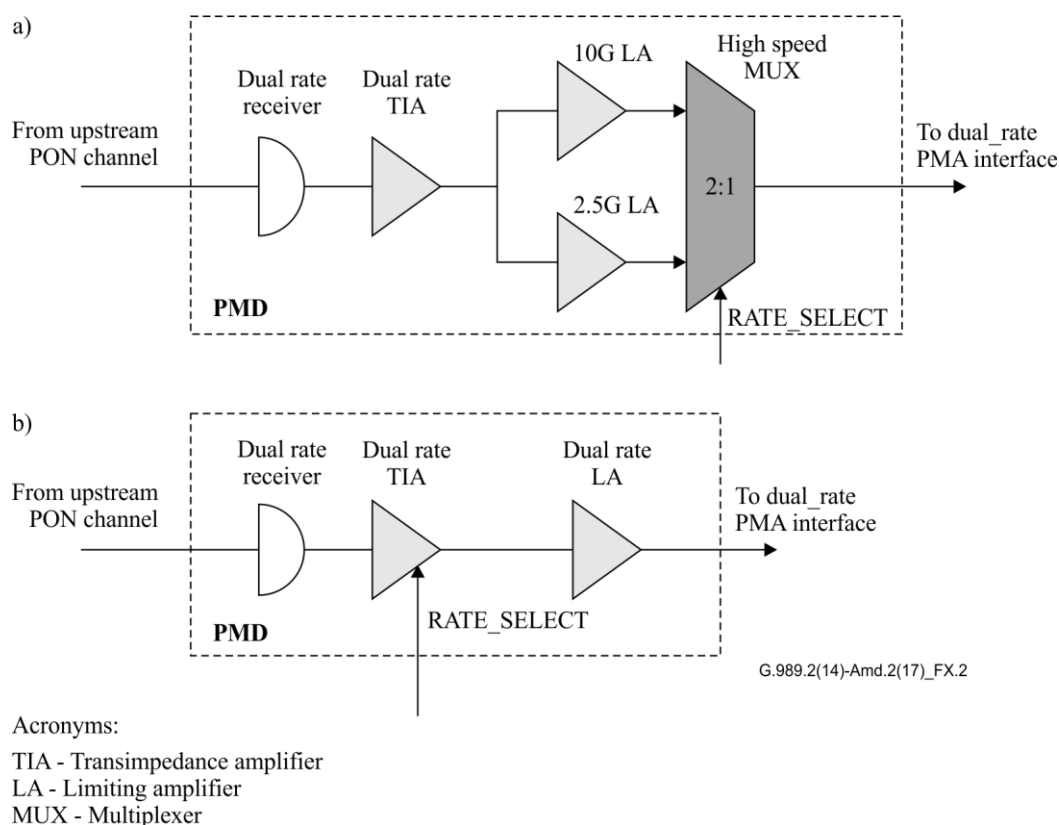 a)
High speed
MUX
10G LA
Dual rate
receiver
Dual rate
TIA
From upstream
PON channel
To dual_rate
PMA interface
2:1
2.5G LA
PMD
RATE_SELECT
b)
Dual rate
receiver
Dual rate
TIA
Dual rate
LA
From upstream
PON channel
To dual_rate
PMA interface
RATE_SELECT
PMD
G.989.2(14)-Amd.2(17)_FX.2
Acronyms:
TIA - Transimpedance amplifier
LA - Limiting amplifier
MUX - Multiplexer